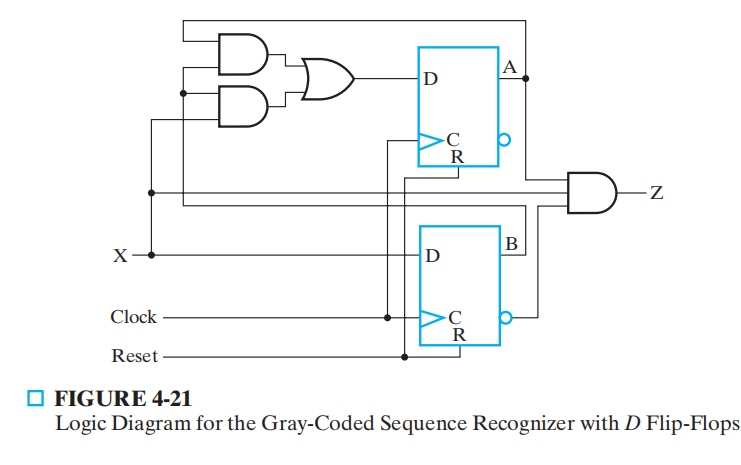 A
D
C
R
Z
B
X
D
Clock
C
R
Reset
FIGURE 4-21
Logic Diagram for the Gray-Coded Sequence Recognizer with D Flip-Flops